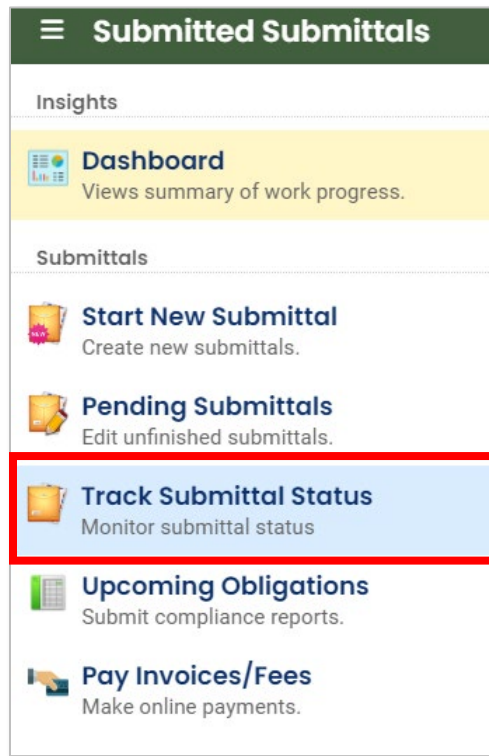 Submitted Submittals
Insights
Dashboard
Views summary of work progress.
Submittals
Start New Submittal
Create new submittals.
Pending Submittals
Edit unfinished submittals.
Track Submittal Status
Monitor submittal status
Upcoming Obligations
Submit compliance reports.
Pay Invoices/Fees
Make online payments.
NEW